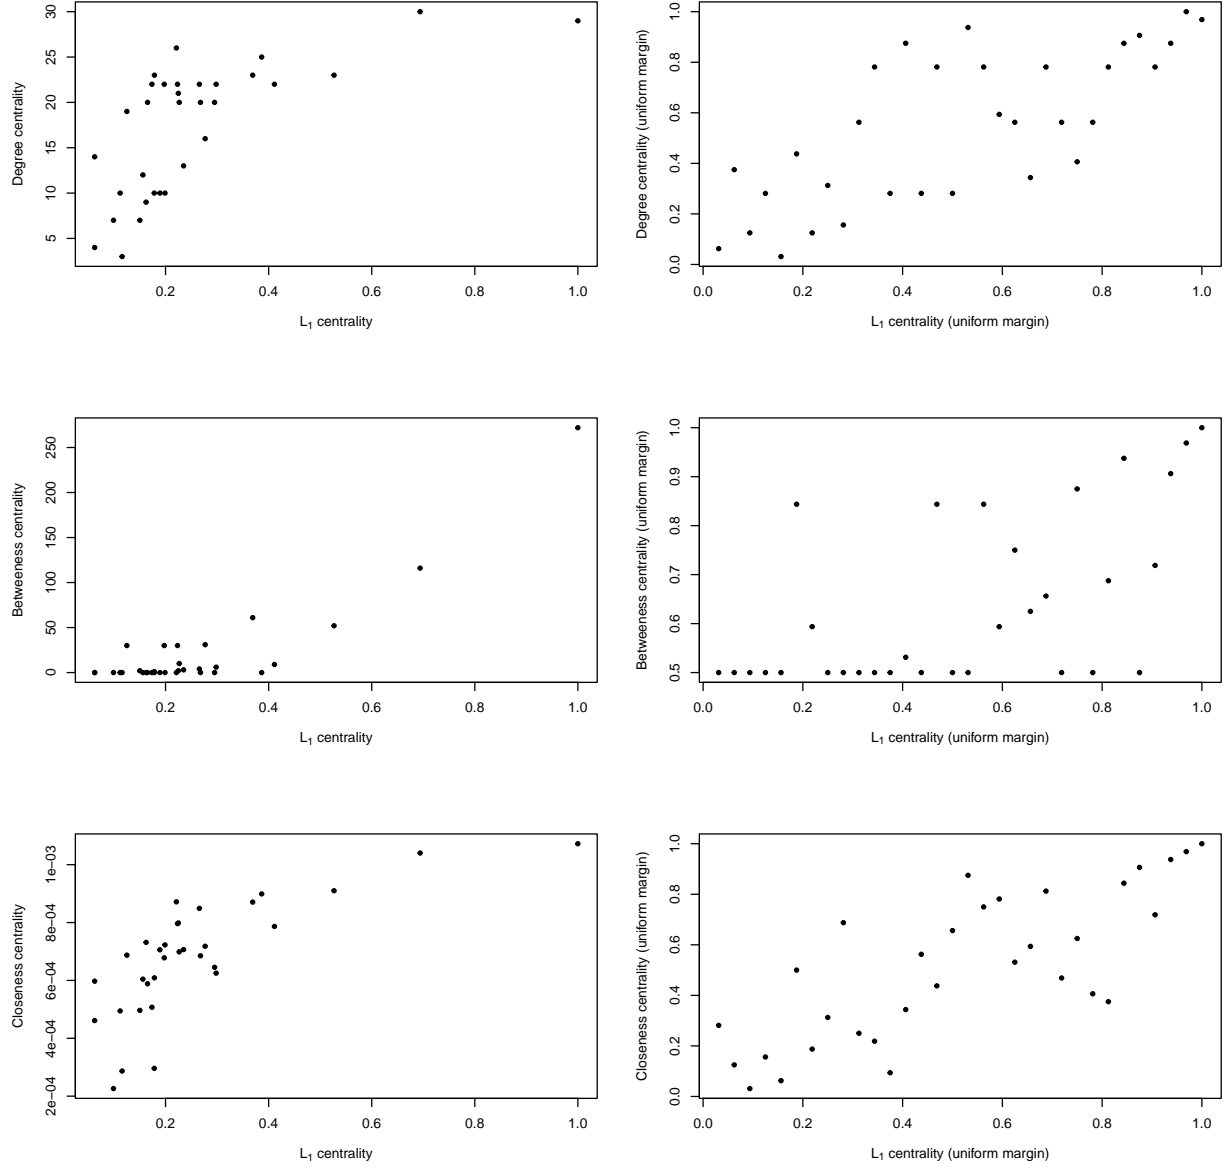 Degree centrality
30
25
20
15
10
5
0.2 0.4 0.6 0.8 1.0
L₁ centrality
Degree centrality (uniform margin)
1.0
0.8
0.6
0.4
0.2
0.0
0.0 0.2 0.4 0.6 0.8 1.0
L₁ centrality (uniform margin)
Betweeness centrality
250
200
150
100
50
0
0.2 0.4 0.6 0.8 1.0
L₁ centrality
Betweeness centrality (uniform margin)
1.0
0.9
0.8
0.7
0.6
0.5
0.0 0.2 0.4 0.6 0.8 1.0
L₁ centrality (uniform margin)
Closeness centrality
1e−03
8e−04
6e−04
4e−04
2e−04
0.2 0.4 0.6 0.8 1.0
L₁ centrality
Closeness centrality (uniform margin)
1.0
0.8
0.6
0.4
0.2
0.0
0.0 0.2 0.4 0.6 0.8 1.0
L₁ centrality (uniform margin)